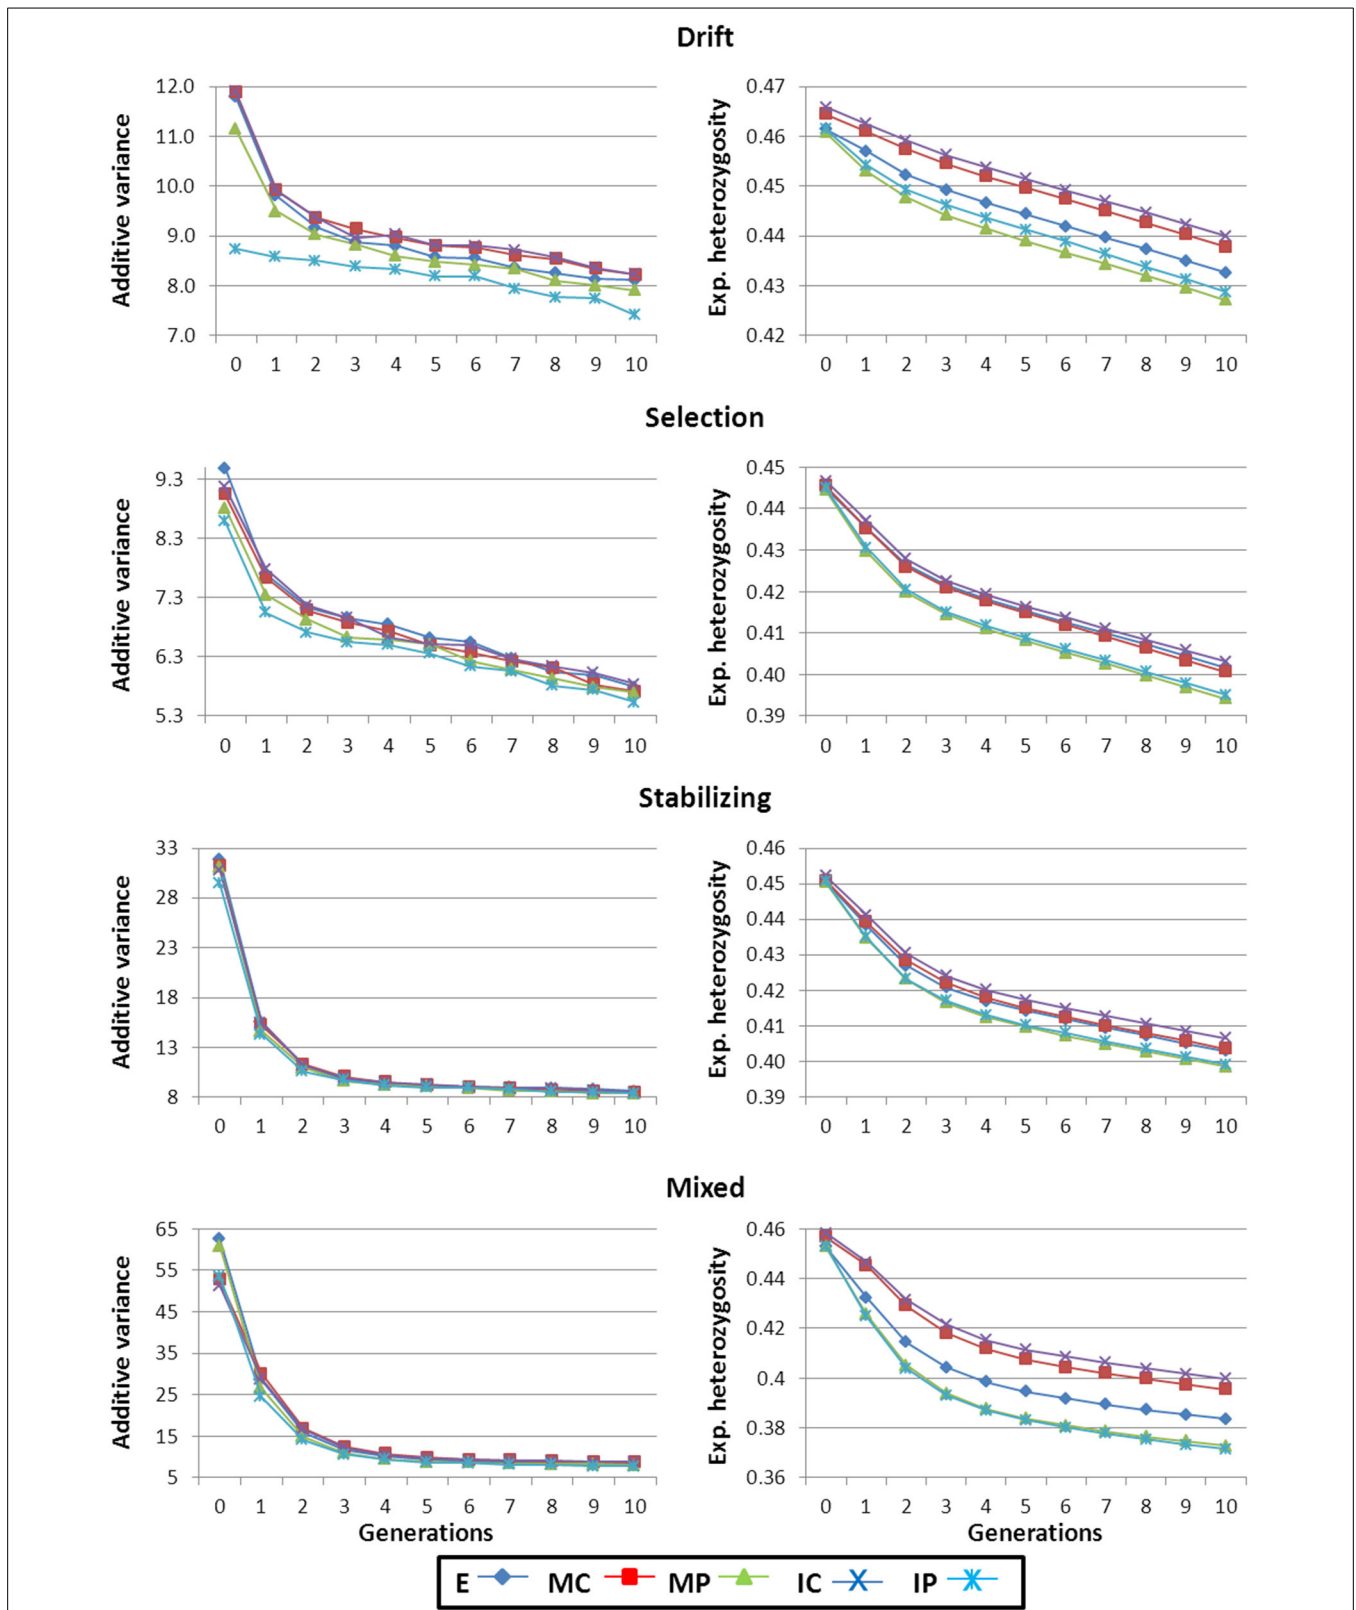 Drift
Additive variance
12.0
11.0
10.0
9.0
8.0
7.0
0 1 2 3 4 5 6 7 8 9 10
Exp. heterozygosity
0.47
0.46
0.45
0.44
0.43
0.42
0 1 2 3 4 5 6 7 8 9 10
Selection
Additive variance
9.3
8.3
7.3
6.3
5.3
0 1 2 3 4 5 6 7 8 9 10
Exp. heterozygosity
0.45
0.44
0.43
0.42
0.41
0.40
0.39
0 1 2 3 4 5 6 7 8 9 10
Stabilizing
Additive variance
33
28
23
18
13
8
0 1 2 3 4 5 6 7 8 9 10
Exp. heterozygosity
0.46
0.45
0.44
0.43
0.42
0.41
0.40
0.39
0 1 2 3 4 5 6 7 8 9 10
Mixed
Additive variance
65
55
45
35
25
15
5
0 1 2 3 4 5 6 7 8 9 10
Generations
Exp. heterozygosity
0.46
0.44
0.42
0.4
0.38
0.36
0 1 2 3 4 5 6 7 8 9 10
Generations
E MC MP IC IP